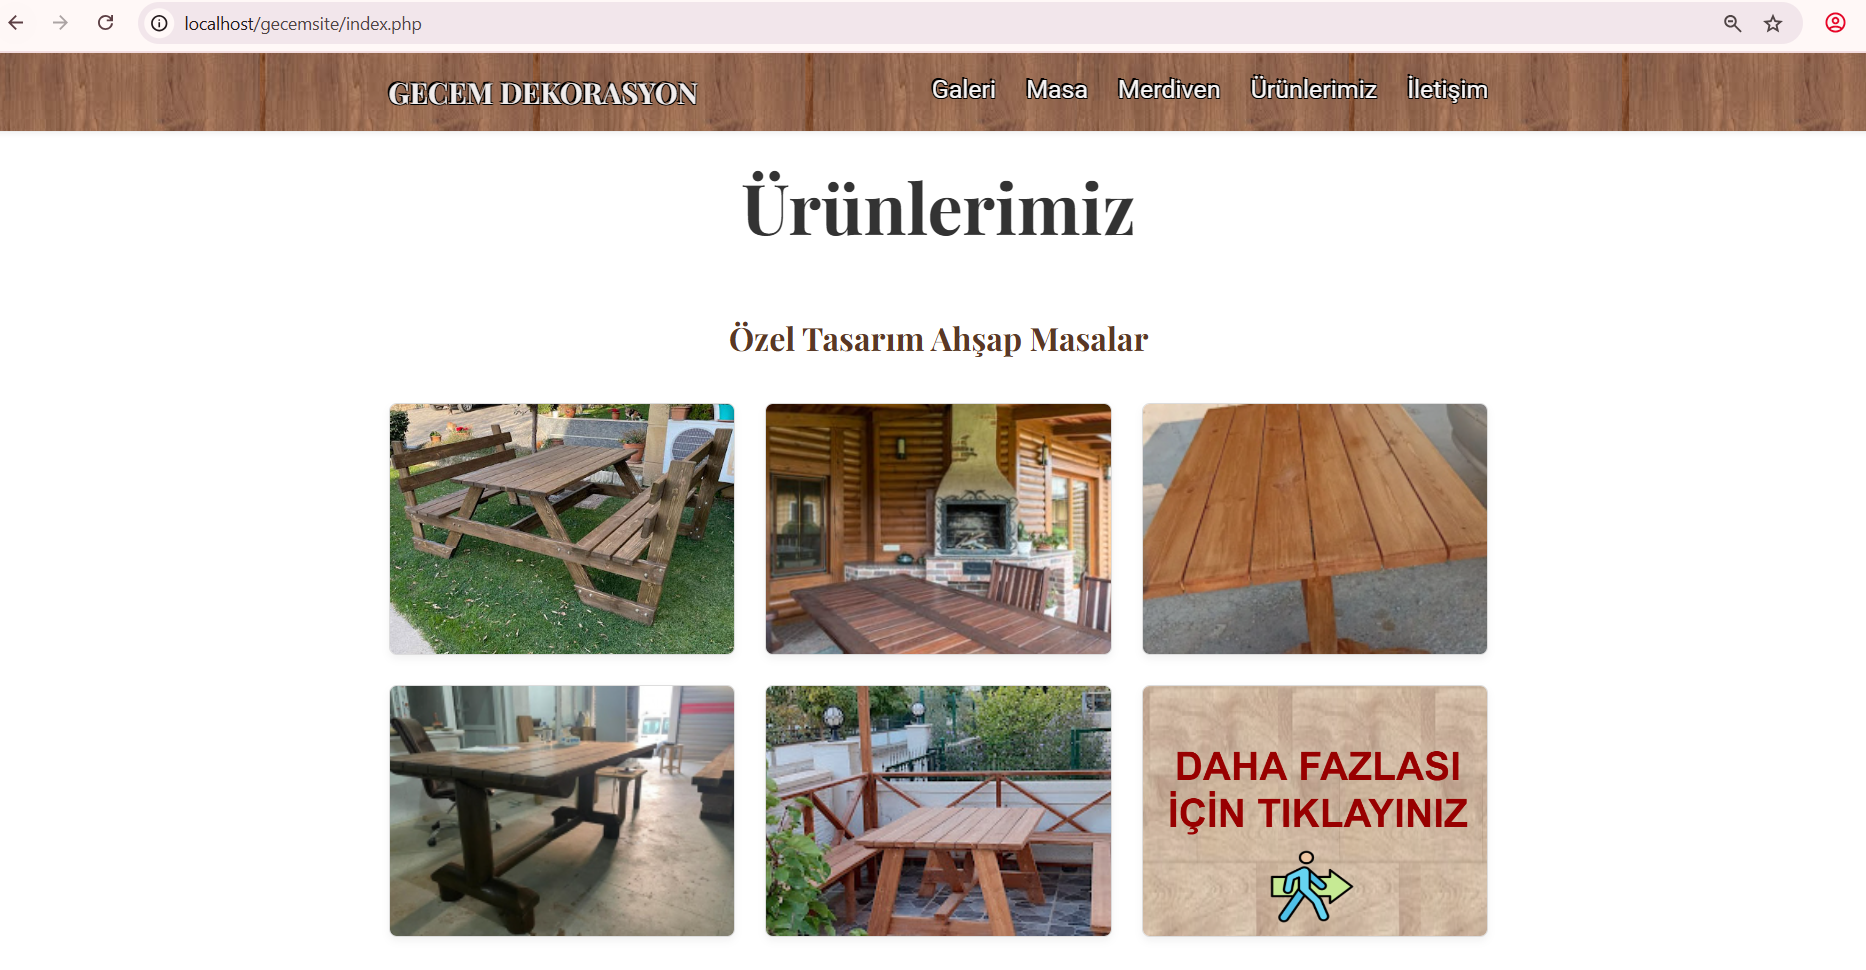 localhost/gecemsite/index.php
GECEM DEKORASYON
Galeri Masa Merdiven Ürünlerimiz İletişim
Ürünlerimiz
Özel Tasarım Ahşap Masalar
DAHA FAZLASI
İÇİN TIKLAYINIZ